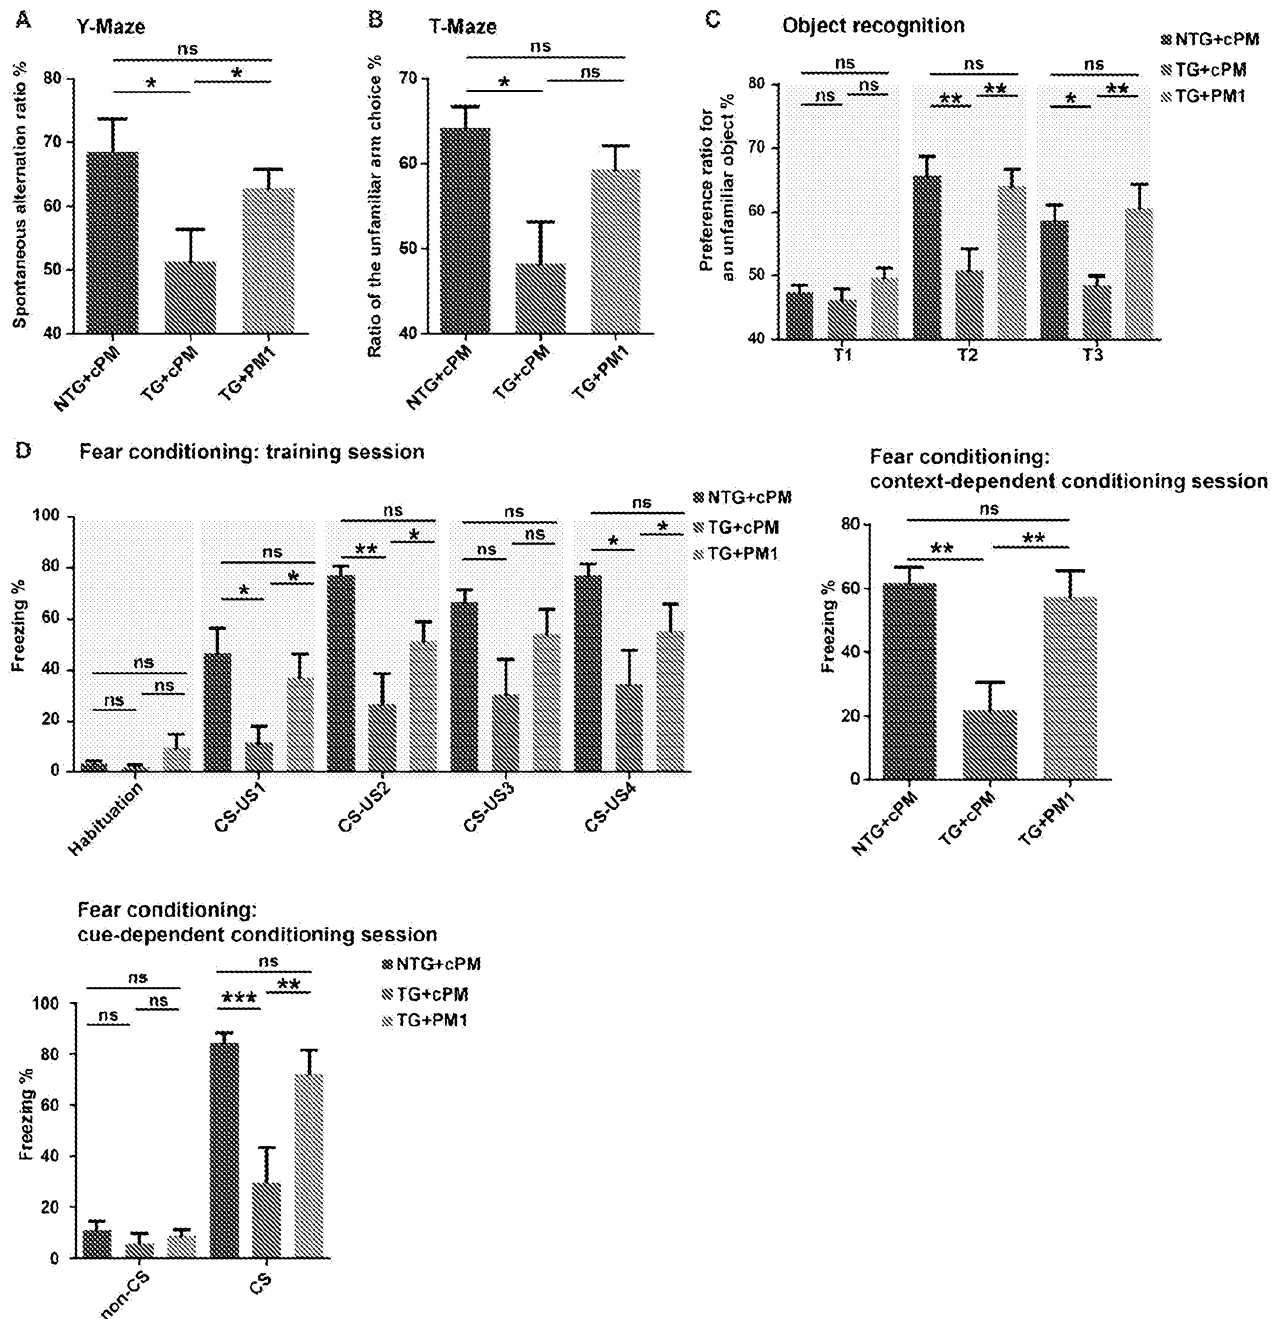 A Y-Maze
ns
* *
Spontaneous alternation ratio %
80
70
60
50
40
NTG+cPM TG+cPM TG+PM1
B T-Maze
ns
* ns
Ratio of the unfamiliar arm choice %
70
60
50
40
NTG+cPM TG+cPM TG+PM1
C Object recognition
NTG+cPM
TG+cPM
TG+PM1
ns ns ns
ns ns ** ** * **
Preference ratio for
an unfamiliar object %
80
70
60
50
40
T1 T2 T3
D Fear conditioning: training session
NTG+cPM
TG+cPM
TG+PM1
ns ns ns ns ns
ns ns * * ** * ns ns * *
Freezing %
100
80
60
40
20
0
Habituation CS-US1 CS-US2 CS-US3 CS-US4
Fear conditioning:
context-dependent conditioning session
ns
** **
Freezing %
80
60
40
20
0
NTG+cPM TG+cPM TG+PM1
Fear conditioning:
cue-dependent conditioning session
NTG+cPM
TG+cPM
TG+PM1
ns ns
ns ns *** **
Freezing %
100
80
60
40
20
0
non-CS CS